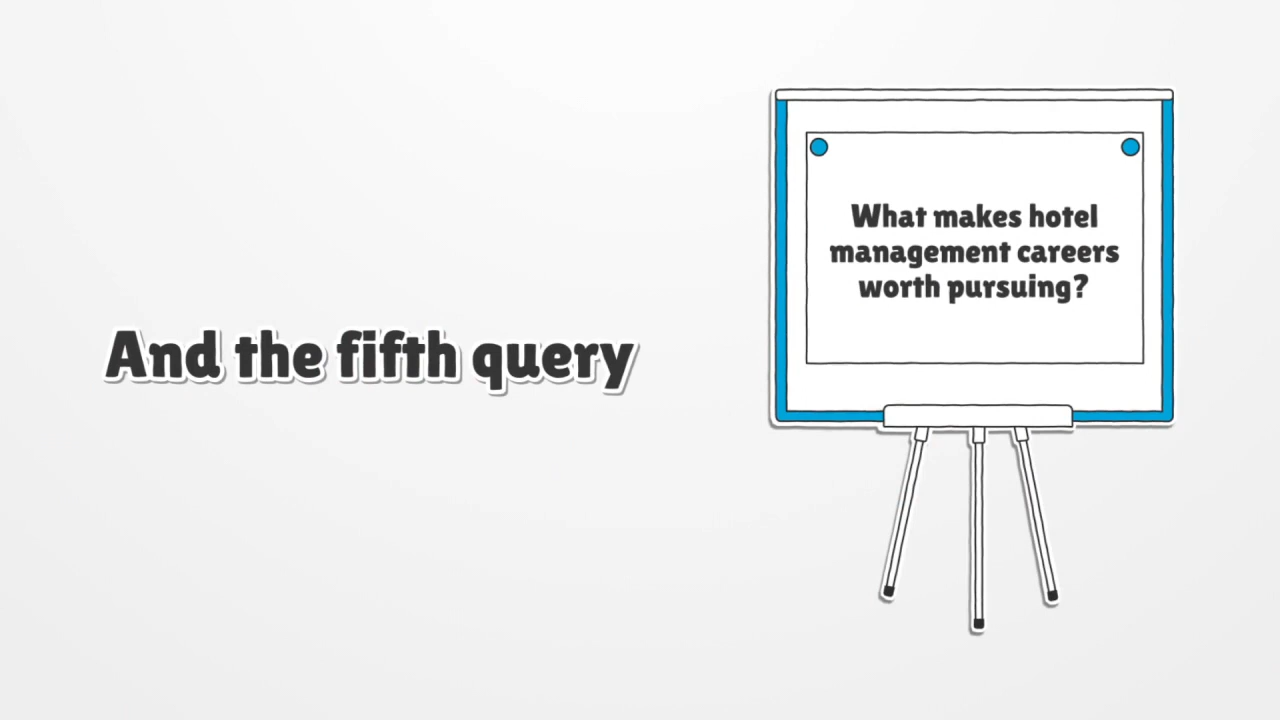 And the fifth query
What makes hotel
management careers
worth pursuing?